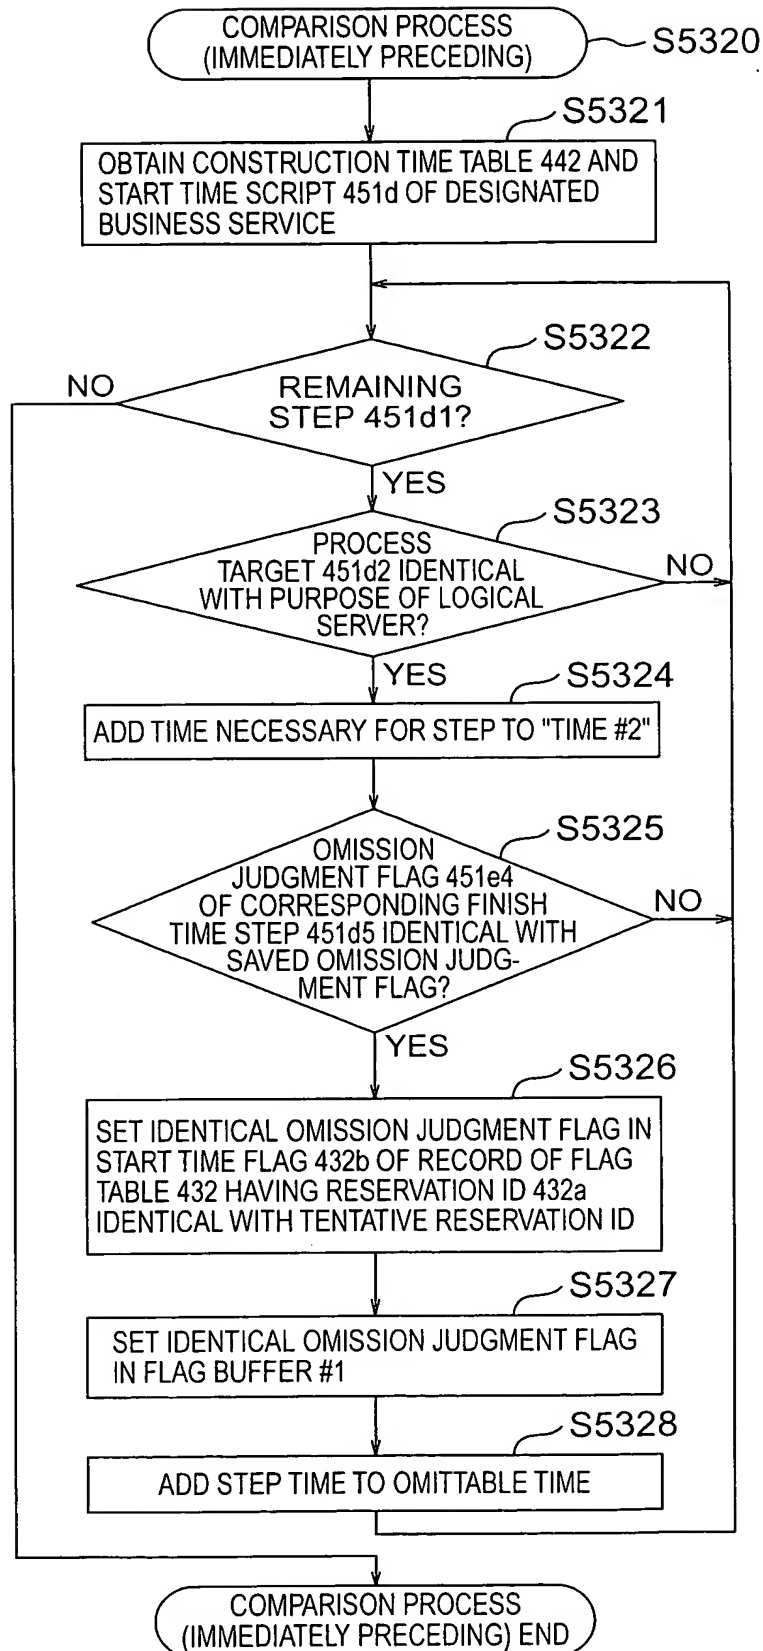 COMPARISON PROCESS
(IMMEDIATELY PRECEDING)
S5320
S5321
OBTAIN CONSTRUCTION TIME TABLE 442 AND
START TIME SCRIPT 451d OF DESIGNATED
BUSINESS SERVICE
S5322
NO
REMAINING
STEP 451d1?
YES
S5323
PROCESS
TARGET 451d2 IDENTICAL
WITH PURPOSE OF LOGICAL
SERVER?
NO
YES
S5324
ADD TIME NECESSARY FOR STEP TO "TIME #2"
S5325
OMISSION
JUDGMENT FLAG 451e4
OF CORRESPONDING FINISH
TIME STEP 451d5 IDENTICAL WITH
SAVED OMISSION JUDG-
MENT FLAG?
NO
YES
S5326
SET IDENTICAL OMISSION JUDGMENT FLAG IN
START TIME FLAG 432b OF RECORD OF FLAG
TABLE 432 HAVING RESERVATION ID 432a
IDENTICAL WITH TENTATIVE RESERVATION ID
S5327
SET IDENTICAL OMISSION JUDGMENT FLAG
IN FLAG BUFFER #1
S5328
ADD STEP TIME TO OMITTABLE TIME
COMPARISON PROCESS
(IMMEDIATELY PRECEDING) END